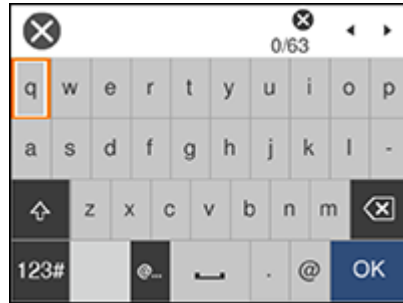 0/63
q w e r t y u i o p
a s d f g h j k l -
z x c v b n m
123# @... . @ OK